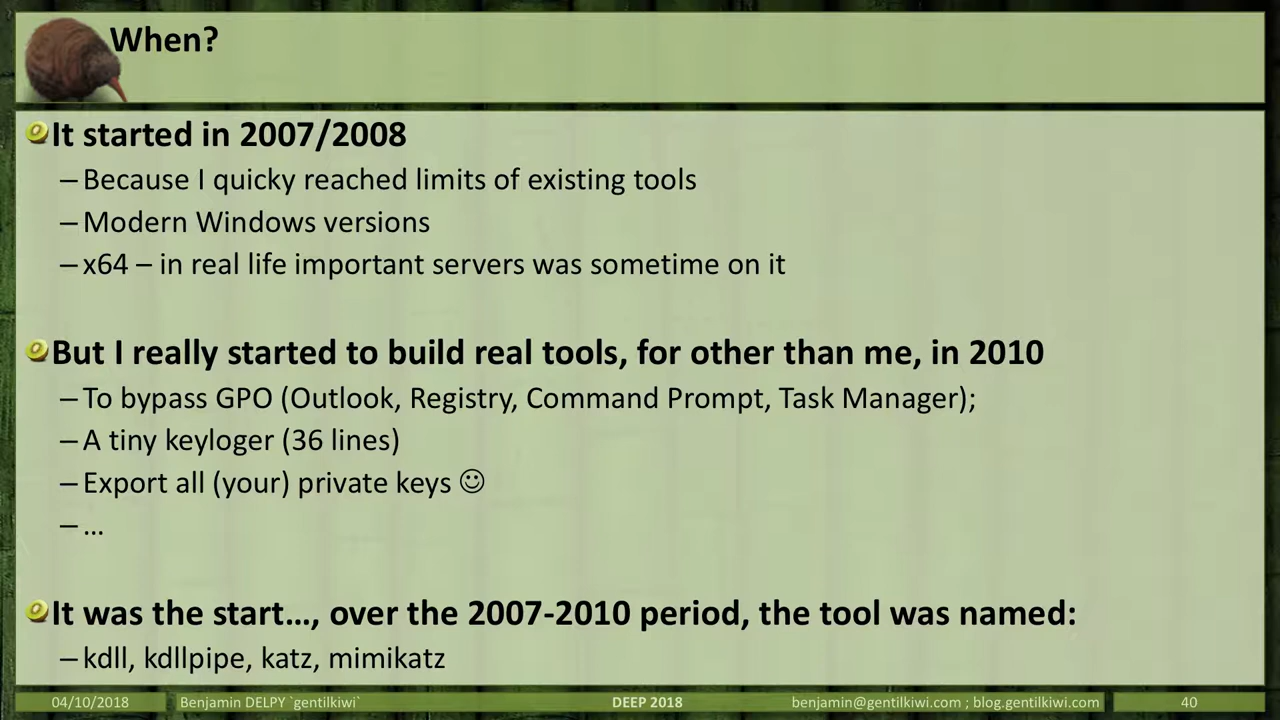 When?
It started in 2007/2008
– Because I quicky reached limits of existing tools
– Modern Windows versions
– x64 – in real life important servers was sometime on it
But I really started to build real tools, for other than me, in 2010
– To bypass GPO (Outlook, Registry, Command Prompt, Task Manager);
– A tiny keyloger (36 lines)
– Export all (your) private keys ☺
– ...
It was the start..., over the 2007-2010 period, the tool was named:
– kdll, kdllpipe, katz, mimikatz
04/10/2018 Benjamin DELPY `gentilkiwi` DEEP 2018 benjamin@gentilkiwi.com ; blog.gentilkiwi.com 40